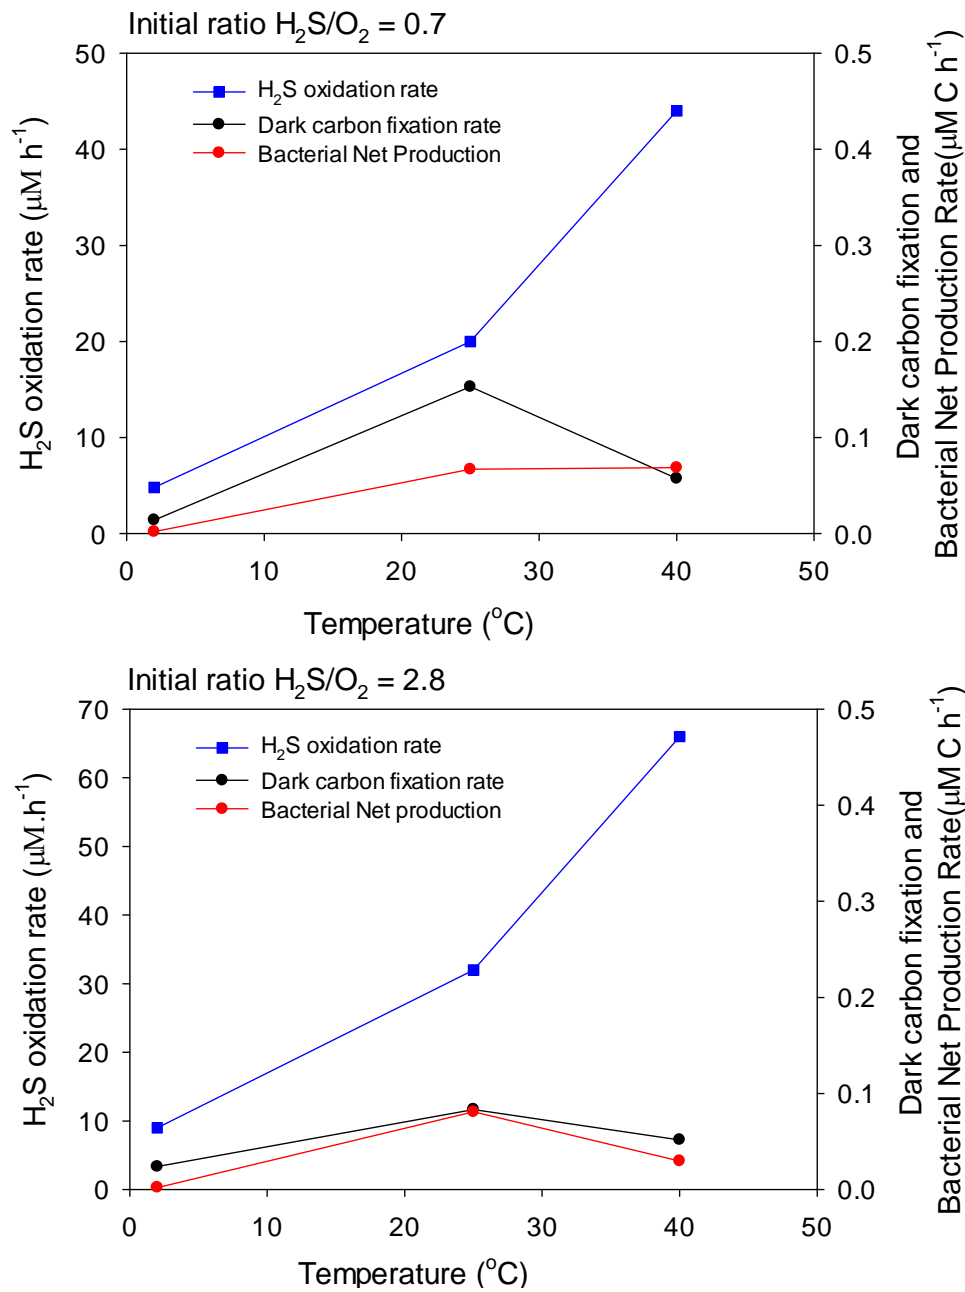 Initial ratio H₂S/O₂ = 0.7
H₂S oxidation rate (μM h⁻¹)
50
40
30
20
10
0
H₂S oxidation rate
Dark carbon fixation rate
Bacterial Net Production
0.5
0.4
0.3
0.2
0.1
0.0
Dark carbon fixation and
Bacterial Net Production Rate(μM C h⁻¹)
0 10 20 30 40 50
Temperature (°C)
Initial ratio H₂S/O₂ = 2.8
H₂S oxidation rate (μM.h⁻¹)
70
60
50
40
30
20
10
0
H₂S oxidation rate
Dark carbon fixation rate
Bacterial Net production
0.5
0.4
0.3
0.2
0.1
0.0
Dark carbon fixation and
Bacterial Net Production Rate(μM C h⁻¹)
0 10 20 30 40 50
Temperature (°C)